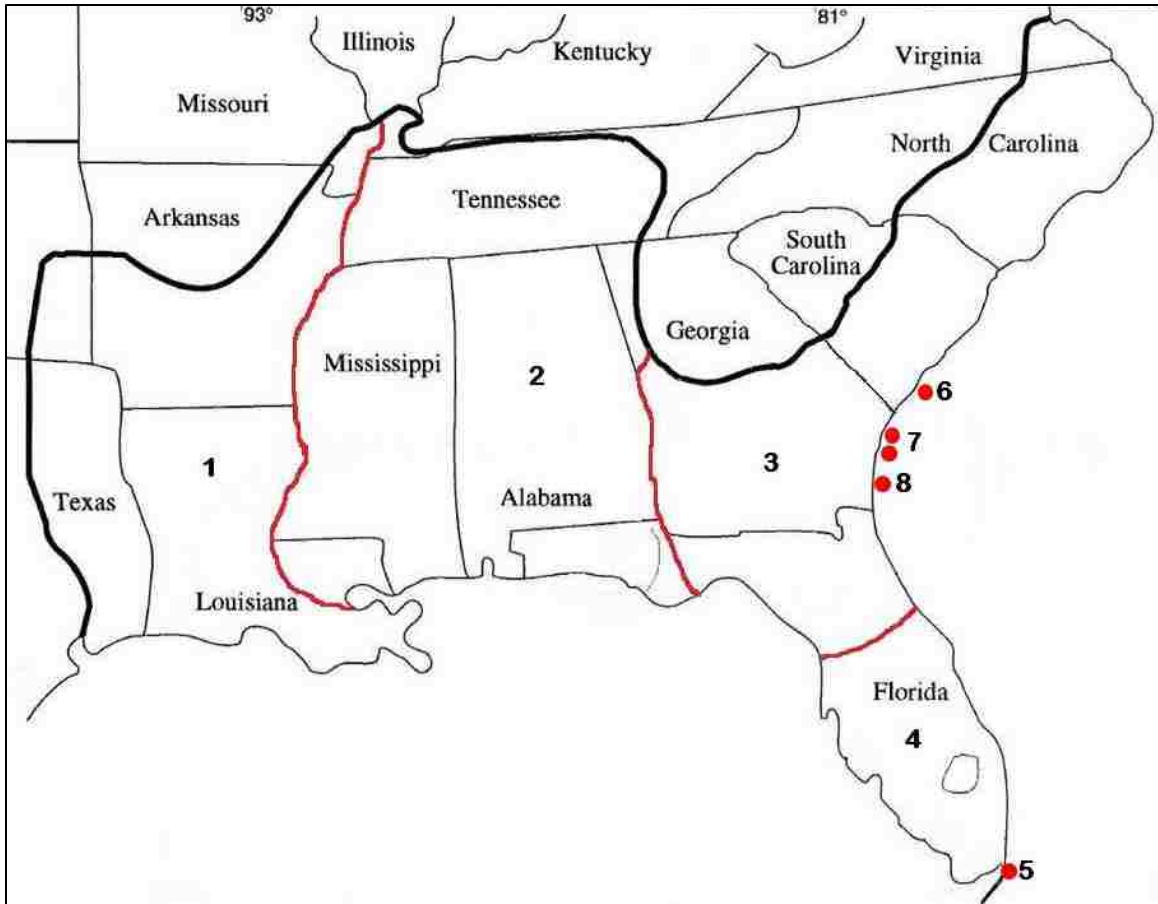 93°
81°
Illinois
Kentucky
Virginia
Missouri
North Carolina
Tennessee
Arkansas
South
Carolina
Georgia
Mississippi
2
6
1
3
7
8
Texas
Alabama
Louisiana
Florida
4
5